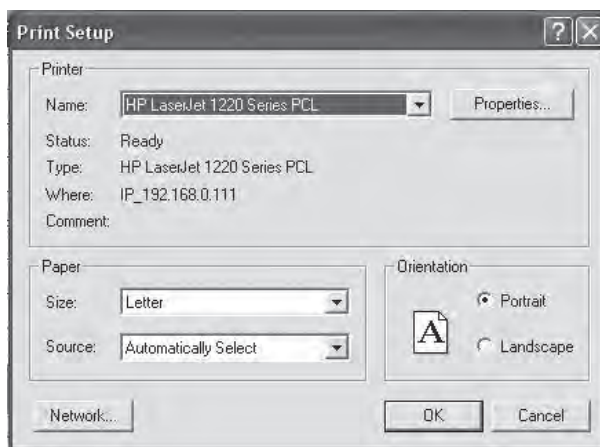 Print Setup
Printer
Name: HP LaserJet 1220 Series PCL Properties...
Status: Ready
Type: HP LaserJet 1220 Series PCL
Where: IP_192.168.0.111
Comment:
Paper
Size: Letter
Source: Automatically Select
Orientation
A
Portrait
Landscape
Network... OK Cancel